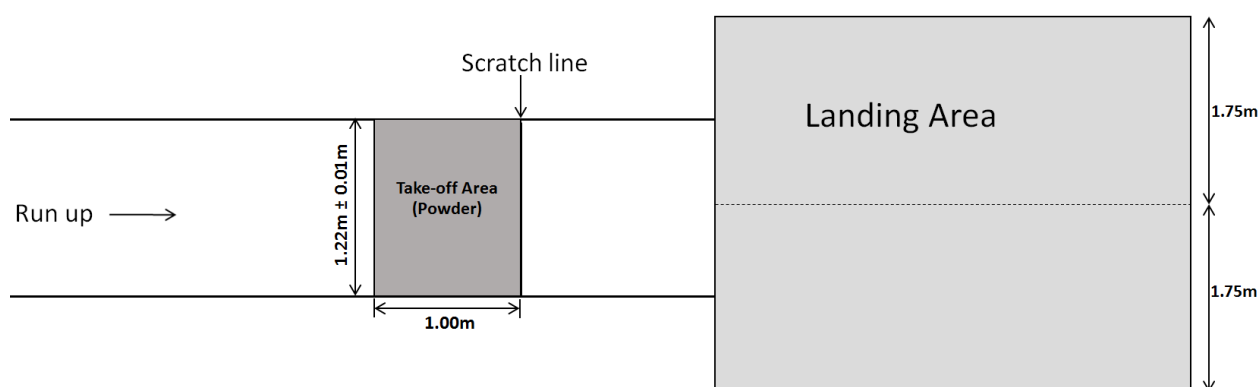 Scratch line
Landing Area
1.75m
Take-off Area
(Powder)
1.22m ± 0.01m
Run up
1.75m
1.00m